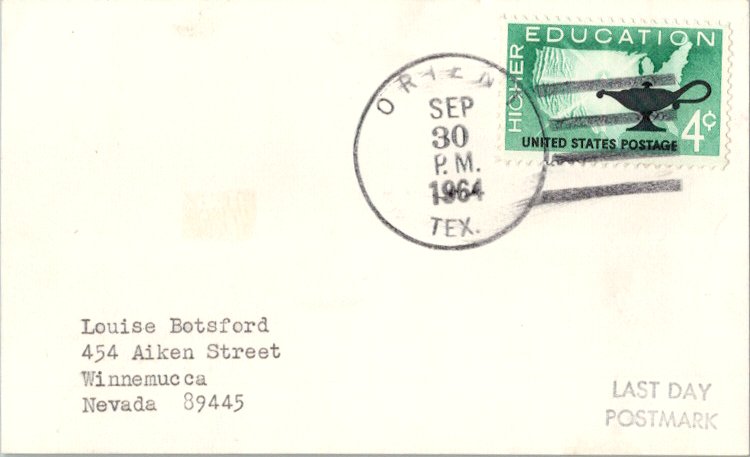 HIGHER EDUCATION
UNITED STATES POSTAGE 4¢
ORIENT
SEP
30
P.M.
1964
TEX.
Louise Botsford
454 Aiken Street
Winnemucca
Nevada 89445
LAST DAY
POSTMARK